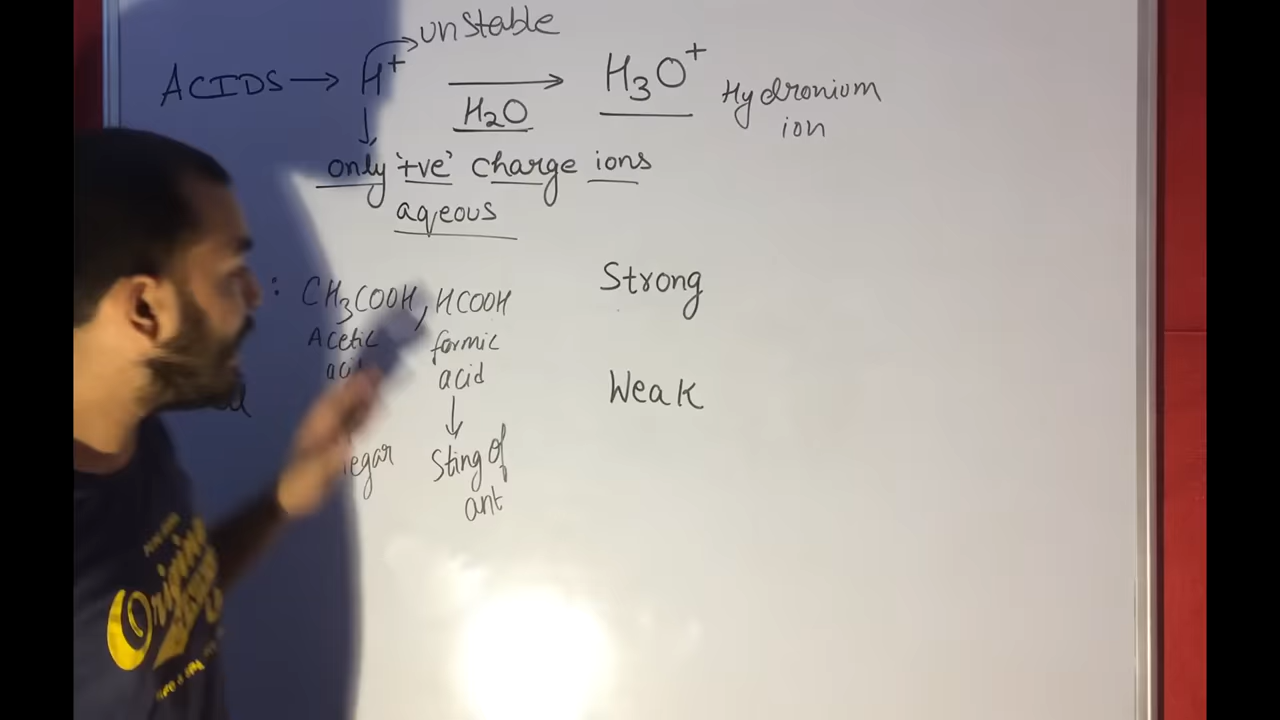 unstable
ACIDS → H⁺ → H₃O⁺ Hydronium
H₂O ion
only '+ve' charge ions
aqeous
: CH₃COOH, HCOOH Strong
Acetic formic
acid Weak
Sting of
ant